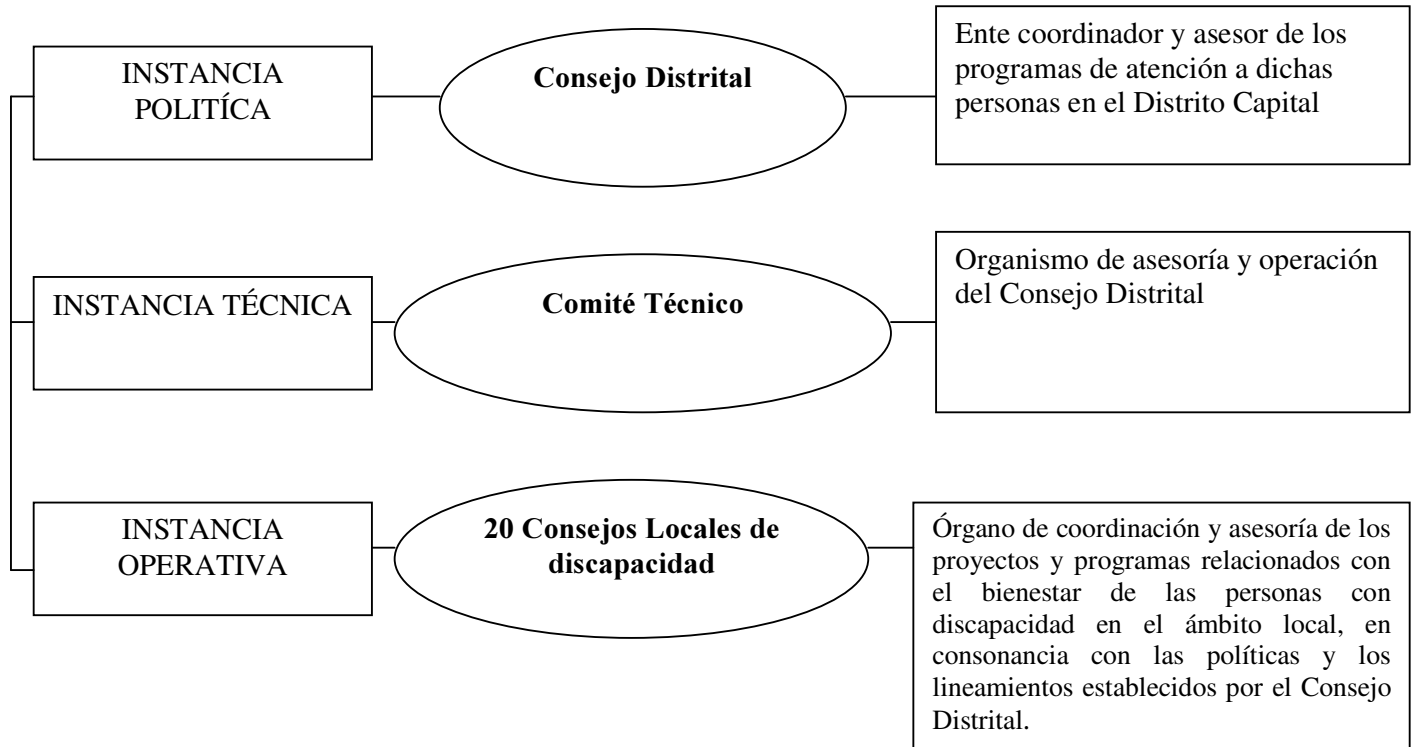 INSTANCIA
POLITÍCA
Consejo Distrital
Ente coordinador y asesor de los
programas de atención a dichas
personas en el Distrito Capital
INSTANCIA TÉCNICA
Comité Técnico
Organismo de asesoría y operación
del Consejo Distrital
INSTANCIA
OPERATIVA
20 Consejos Locales de
discapacidad
Órgano de coordinación y asesoría de los
proyectos y programas relacionados con
el bienestar de las personas con
discapacidad en el ámbito local, en
consonancia con las políticas y los
lineamientos establecidos por el Consejo
Distrital.